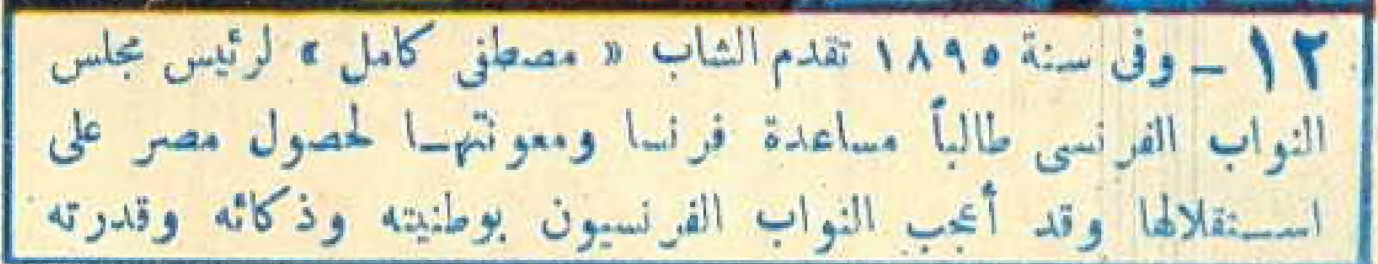 ١٢ ـ وفى سنة ١٨٩٥ تقدم الشاب « مصطفى كامل » لرئيس مجلس
النواب الفرنسى طالباً مساعدة فرنسا ومعونتهـا لحصول مصر على
استقلالها وقد أعجب النواب الفرنسيون بوطنيته وذكائه وقدرته